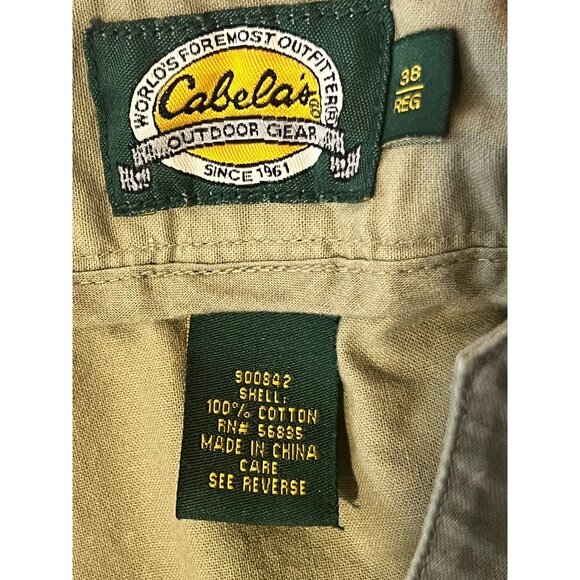 WORLD'S FOREMOST OUTFITTER®
Cabela's®
OUTDOOR GEAR
SINCE 1961
38
REG
900842
SHELL:
100% COTTON
RN# 56835
MADE IN CHINA
CARE
SEE REVERSE